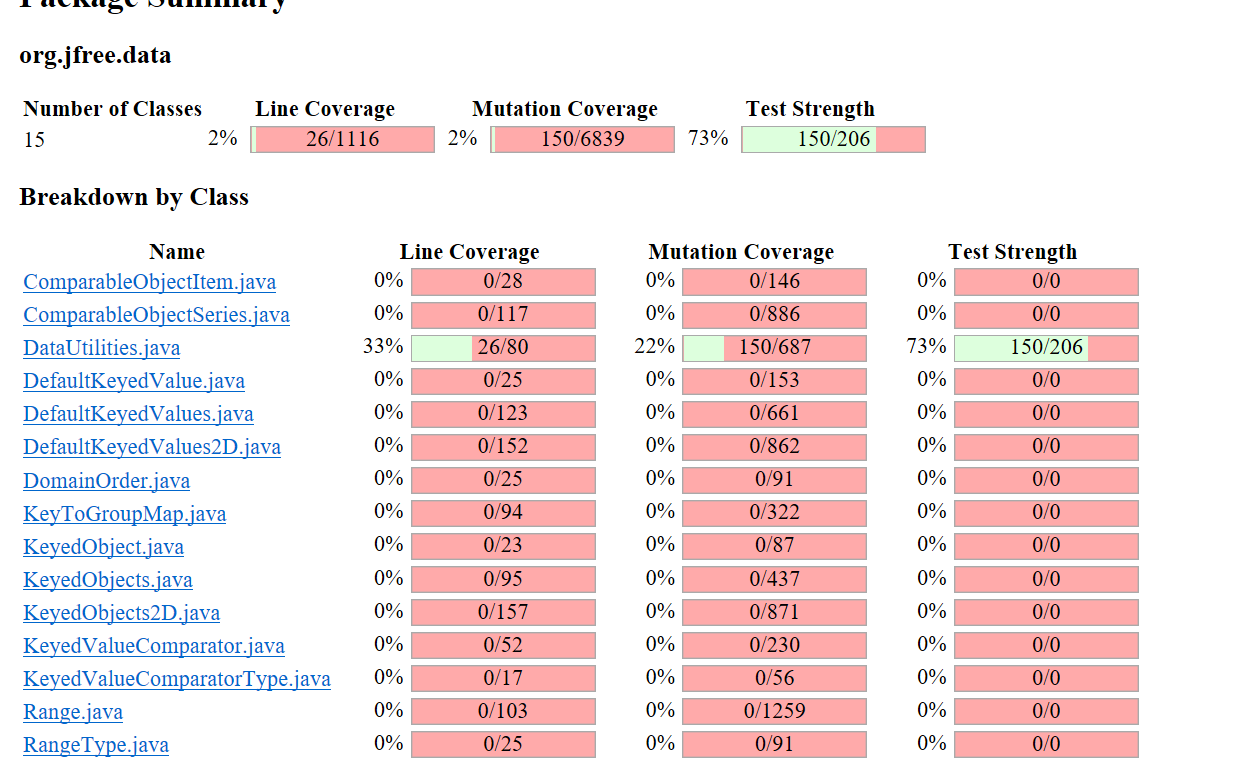 Package Summary
org.jfree.data
Number of Classes Line Coverage Mutation Coverage Test Strength
15 2% 26/1116 2% 150/6839 73% 150/206
Breakdown by Class
Name Line Coverage Mutation Coverage Test Strength
ComparableObjectItem.java 0% 0/28 0% 0/146 0% 0/0
ComparableObjectSeries.java 0% 0/117 0% 0/886 0% 0/0
DataUtilities.java 33% 26/80 22% 150/687 73% 150/206
DefaultKeyedValue.java 0% 0/25 0% 0/153 0% 0/0
DefaultKeyedValues.java 0% 0/123 0% 0/661 0% 0/0
DefaultKeyedValues2D.java 0% 0/152 0% 0/862 0% 0/0
DomainOrder.java 0% 0/25 0% 0/91 0% 0/0
KeyToGroupMap.java 0% 0/94 0% 0/322 0% 0/0
KeyedObject.java 0% 0/23 0% 0/87 0% 0/0
KeyedObjects.java 0% 0/95 0% 0/437 0% 0/0
KeyedObjects2D.java 0% 0/157 0% 0/871 0% 0/0
KeyedValueComparator.java 0% 0/52 0% 0/230 0% 0/0
KeyedValueComparatorType.java 0% 0/17 0% 0/56 0% 0/0
Range.java 0% 0/103 0% 0/1259 0% 0/0
RangeType.java 0% 0/25 0% 0/91 0% 0/0